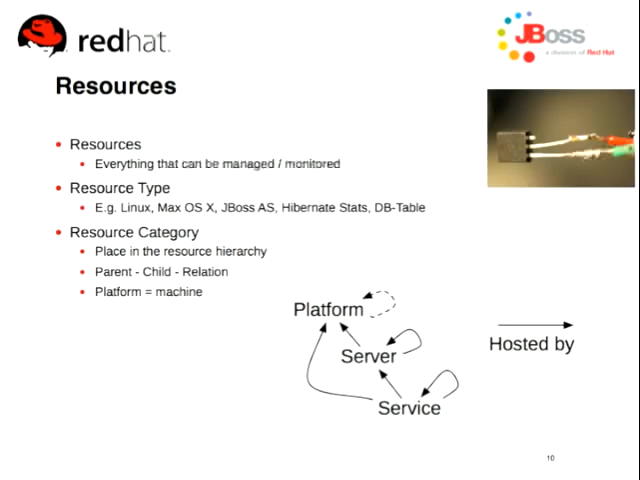 redhat.
JBoss
a division of Red Hat
Resources
Resources
Everything that can be managed / monitored
Resource Type
E.g. Linux, Max OS X, JBoss AS, Hibernate Stats, DB-Table
Resource Category
Place in the resource hierarchy
Parent - Child - Relation
Platform = machine
Platform
Server
Hosted by
Service
10